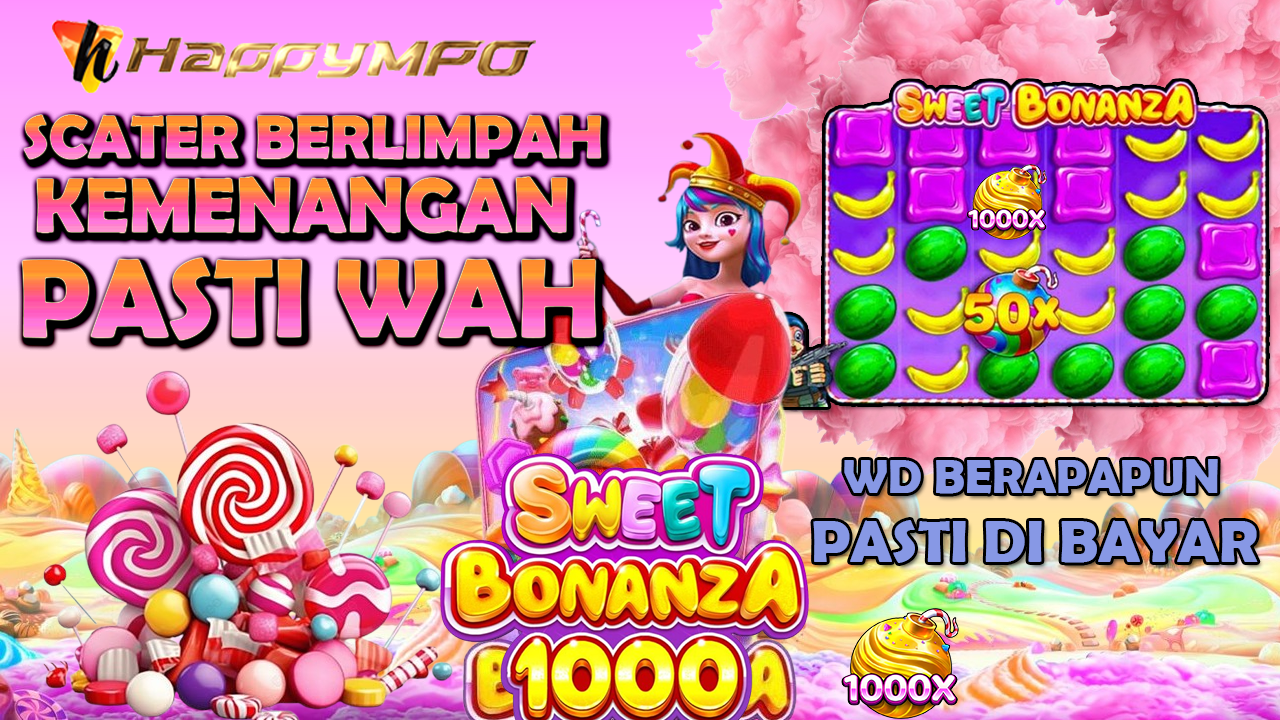 HappyMPO
SCATER BERLIMPAH
KEMENANGAN
PASTI WAH
SWEET BONANZA
1000X
50X
SWEET
BONANZA
1000
WD BERAPAPUN
PASTI DI BAYAR
1000X